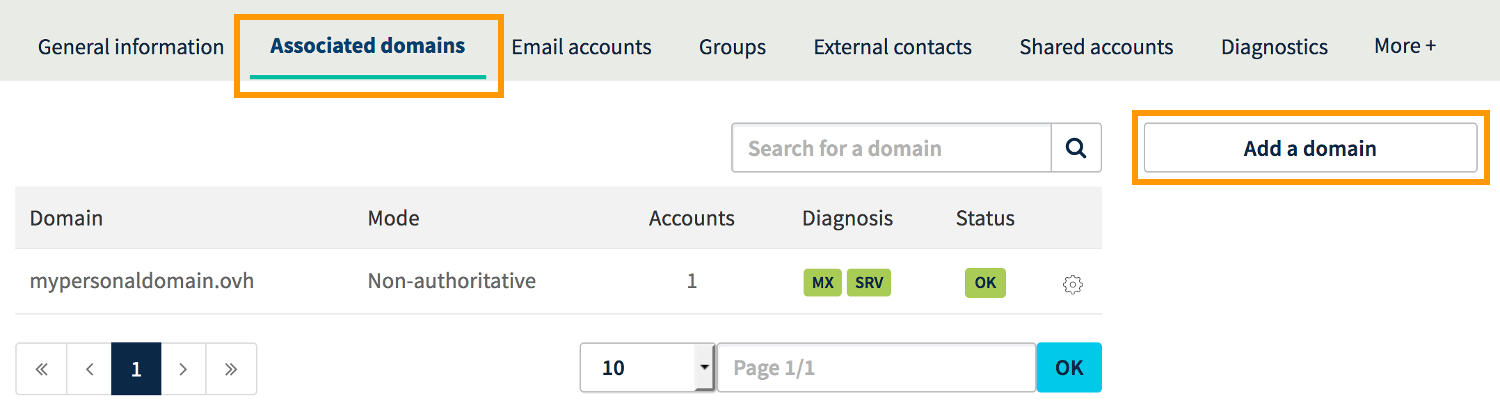 General information Associated domains Email accounts Groups External contacts Shared accounts Diagnostics More +
Search for a domain Add a domain
Domain Mode Accounts Diagnosis Status
mypersonaldomain.ovh Non-authoritative 1 MX SRV OK
« ‹ 1 › » 10 Page 1/1 OK